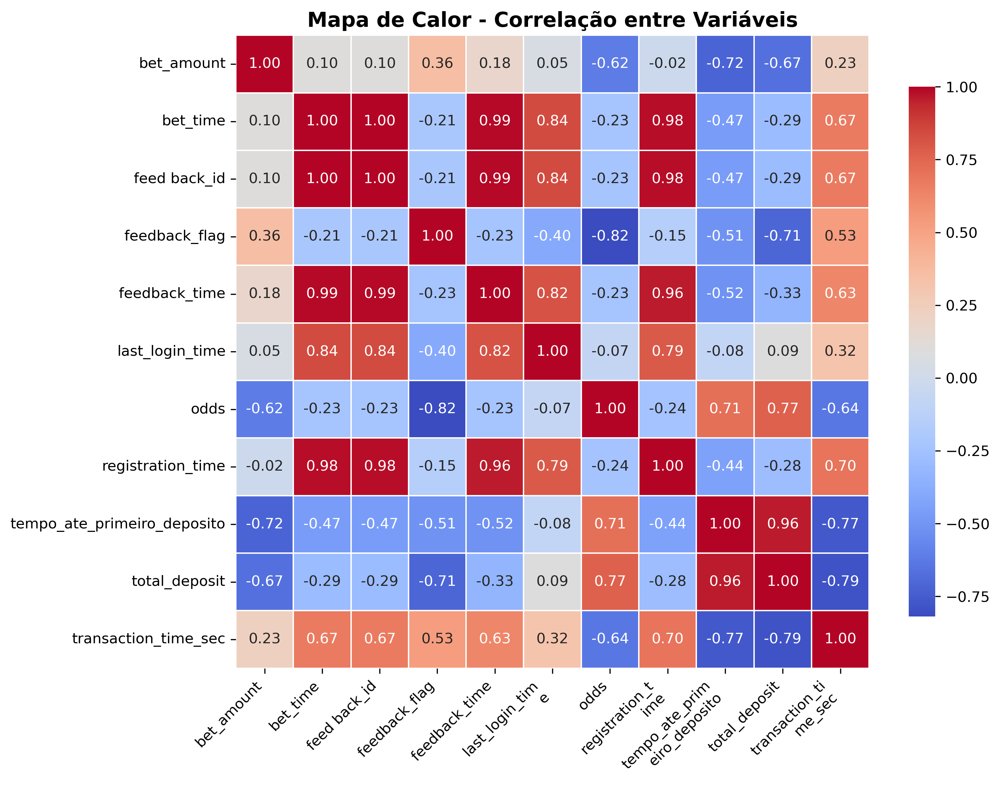 Mapa de Calor - Correlação entre Variáveis
bet_amount 1.00 0.10 0.10 0.36 0.18 0.05 -0.62 -0.02 -0.72 -0.67 0.23
bet_time 0.10 1.00 1.00 -0.21 0.99 0.84 -0.23 0.98 -0.47 -0.29 0.67
feed back_id 0.10 1.00 1.00 -0.21 0.99 0.84 -0.23 0.98 -0.47 -0.29 0.67
feedback_flag 0.36 -0.21 -0.21 1.00 -0.23 -0.40 -0.82 -0.15 -0.51 -0.71 0.53
feedback_time 0.18 0.99 0.99 -0.23 1.00 0.82 -0.23 0.96 -0.52 -0.33 0.63
last_login_time 0.05 0.84 0.84 -0.40 0.82 1.00 -0.07 0.79 -0.08 0.09 0.32
odds -0.62 -0.23 -0.23 -0.82 -0.23 -0.07 1.00 -0.24 0.71 0.77 -0.64
registration_time -0.02 0.98 0.98 -0.15 0.96 0.79 -0.24 1.00 -0.44 -0.28 0.70
tempo_ate_primeiro_deposito -0.72 -0.47 -0.47 -0.51 -0.52 -0.08 0.71 -0.44 1.00 0.96 -0.77
total_deposit -0.67 -0.29 -0.29 -0.71 -0.33 0.09 0.77 -0.28 0.96 1.00 -0.79
transaction_time_sec 0.23 0.67 0.67 0.53 0.63 0.32 -0.64 0.70 -0.77 -0.79 1.00
bet_amount
bet_time
feed back_id
feedback_flag
feedback_time
last_login_tim
e
odds
registration_t
ime
tempo_ate_prim
eiro_deposito
total_deposit
transaction_ti
me_sec
1.00
0.75
0.50
0.25
0.00
−0.25
−0.50
−0.75